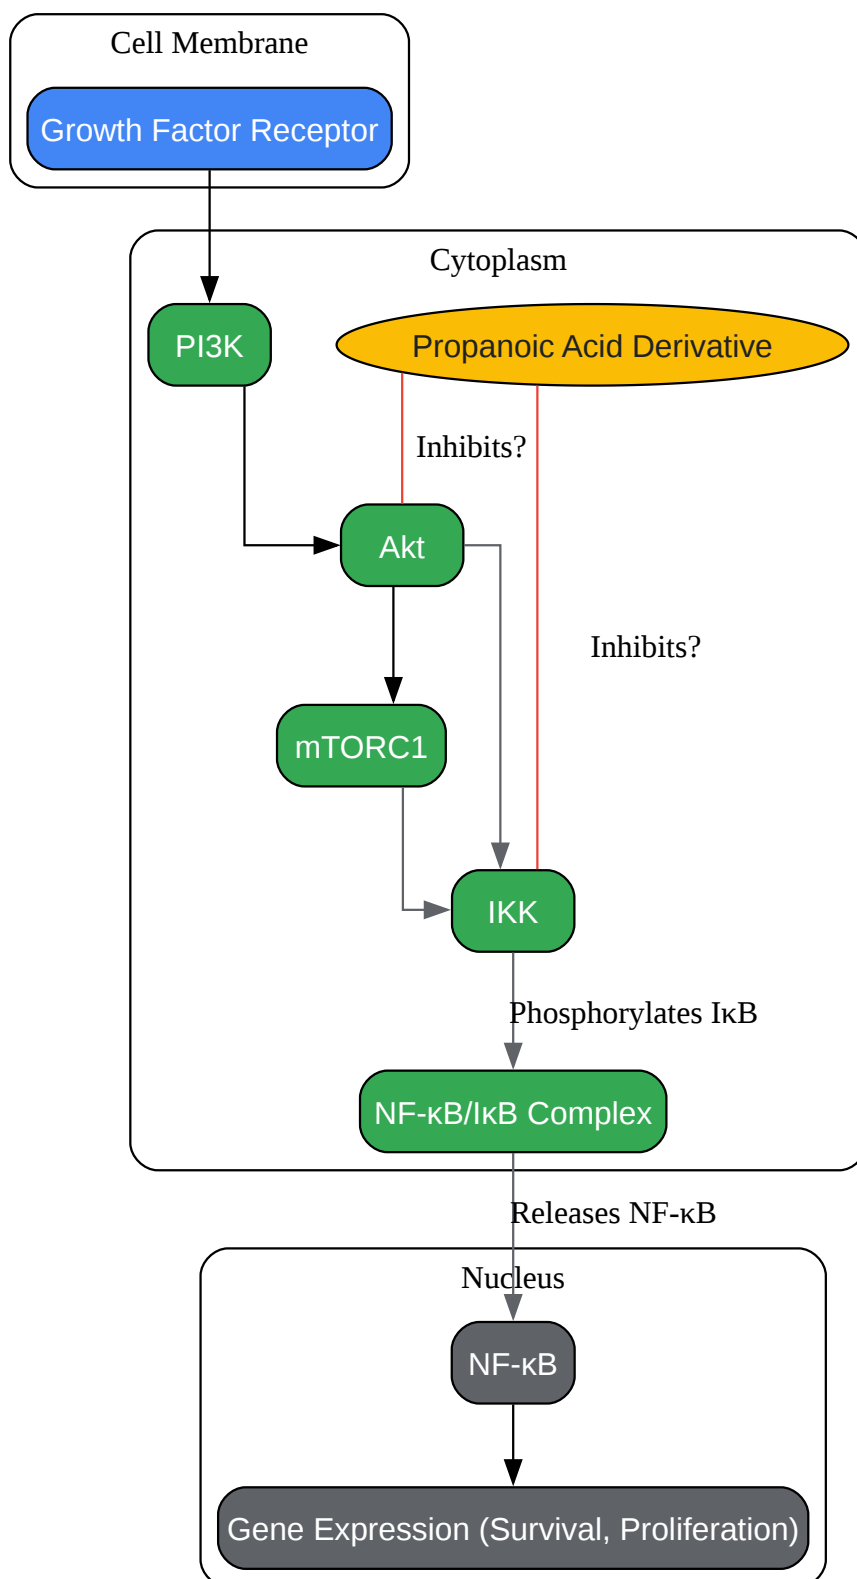 Cell Membrane
Growth Factor Receptor
Cytoplasm
PI3K
Propanoic Acid Derivative
Inhibits?
Akt
Inhibits?
mTORC1
IKK
Phosphorylates IκB
NF-κB/IκB Complex
Releases NF-κB
Nucleus
NF-κB
Gene Expression (Survival, Proliferation)